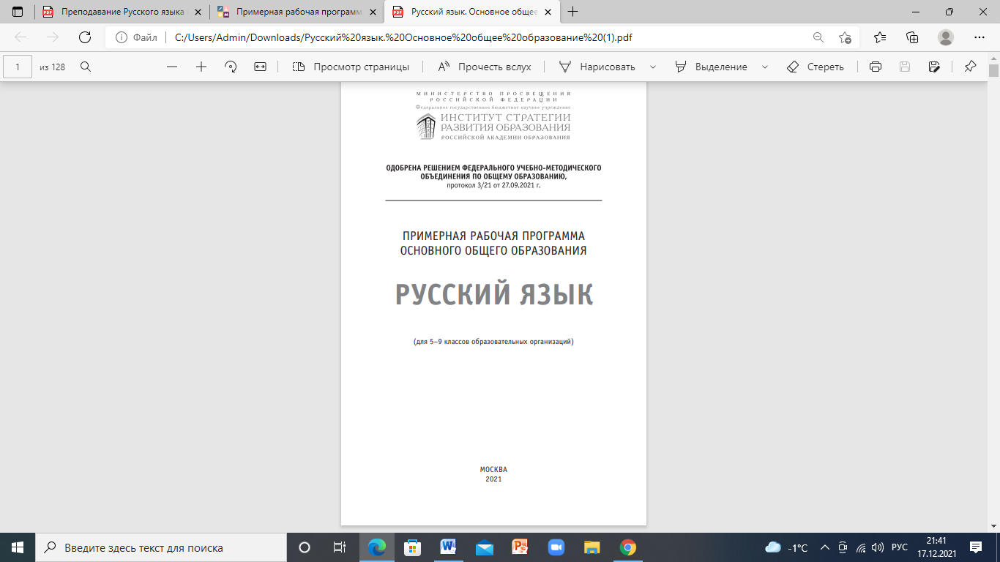 Преподавание Русского языка
Примерная рабочая программ
Русский язык. Основное общее
Файл
C:/Users/Admin/Downloads/Русский%20язык.%20Основное%20общее%20образование%20(1).pdf
1 из 128
Просмотр страницы
Прочесть вслух
Нарисовать
Выделение
Стереть
МИНИСТЕРСТВО ПРОСВЕЩЕНИЯ
РОССИЙСКОЙ ФЕДЕРАЦИИ
Федеральное государственное бюджетное научное учреждение
ИНСТИТУТ СТРАТЕГИИ
РАЗВИТИЯ ОБРАЗОВАНИЯ
РОССИЙСКОЙ АКАДЕМИИ ОБРАЗОВАНИЯ
ОДОБРЕНА РЕШЕНИЕМ ФЕДЕРАЛЬНОГО УЧЕБНО-МЕТОДИЧЕСКОГО
ОБЪЕДИНЕНИЯ ПО ОБЩЕМУ ОБРАЗОВАНИЮ,
протокол 3/21 от 27.09.2021 г.
ПРИМЕРНАЯ РАБОЧАЯ ПРОГРАММА
ОСНОВНОГО ОБЩЕГО ОБРАЗОВАНИЯ
РУССКИЙ ЯЗЫК
(для 5–9 классов образовательных организаций)
МОСКВА
2021
Введите здесь текст для поиска
-1°C
РУС
21:41
17.12.2021